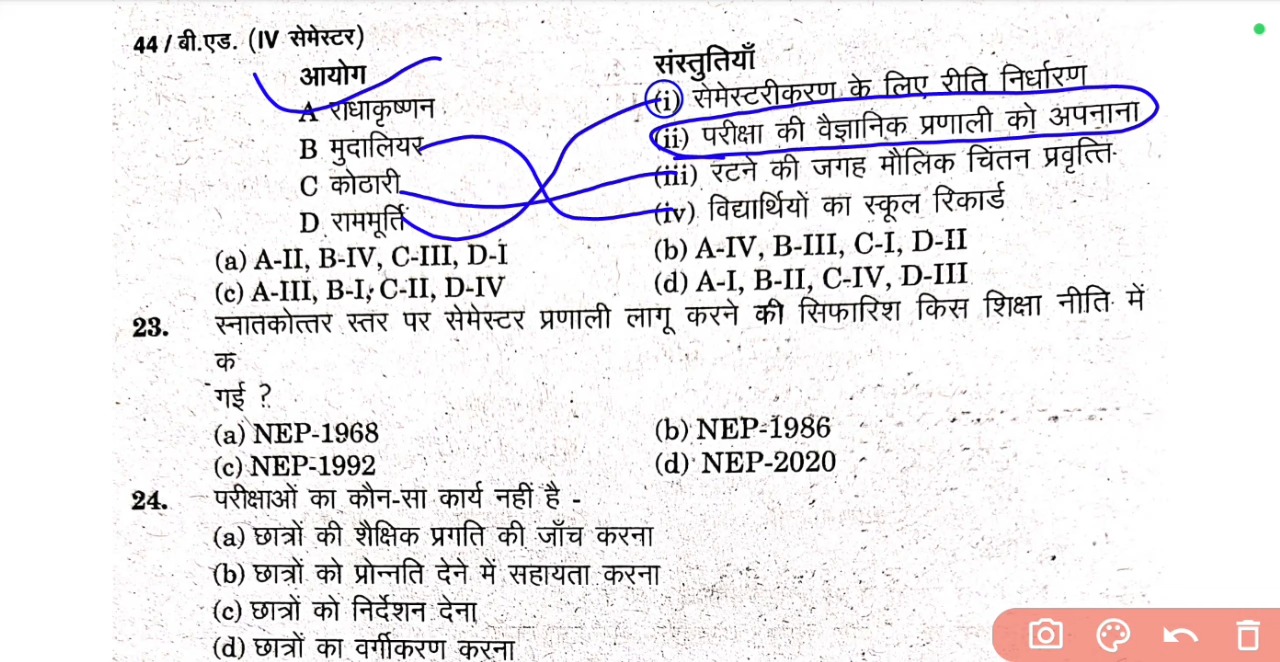 44 / बी.एड. (IV सेमेस्टर)
आयोग संस्तुतियाँ
A राधाकृष्णन (i) सेमेस्टरीकरण के लिए रीति निर्धारण
B मुदालियर (ii) परीक्षा की वैज्ञानिक प्रणाली को अपनाना
C कोठारी (iii) रटने की जगह मौलिक चिंतन प्रवृत्ति
D राममूर्ति (iv) विद्यार्थियों का स्कूल रिकार्ड
(a) A-II, B-IV, C-III, D-I (b) A-IV, B-III, C-I, D-II
(c) A-III, B-I, C-II, D-IV (d) A-I, B-II, C-IV, D-III
23. स्नातकोत्तर स्तर पर सेमेस्टर प्रणाली लागू करने की सिफारिश किस शिक्षा नीति में
क
गई ?
(a) NEP-1968 (b) NEP-1986
(c) NEP-1992 (d) NEP-2020
24. परीक्षाओं का कौन-सा कार्य नहीं है -
(a) छात्रों की शैक्षिक प्रगति की जाँच करना
(b) छात्रों को प्रोन्नति देने में सहायता करना
(c) छात्रों को निर्देशन देना
(d) छात्रों का वर्गीकरण करना